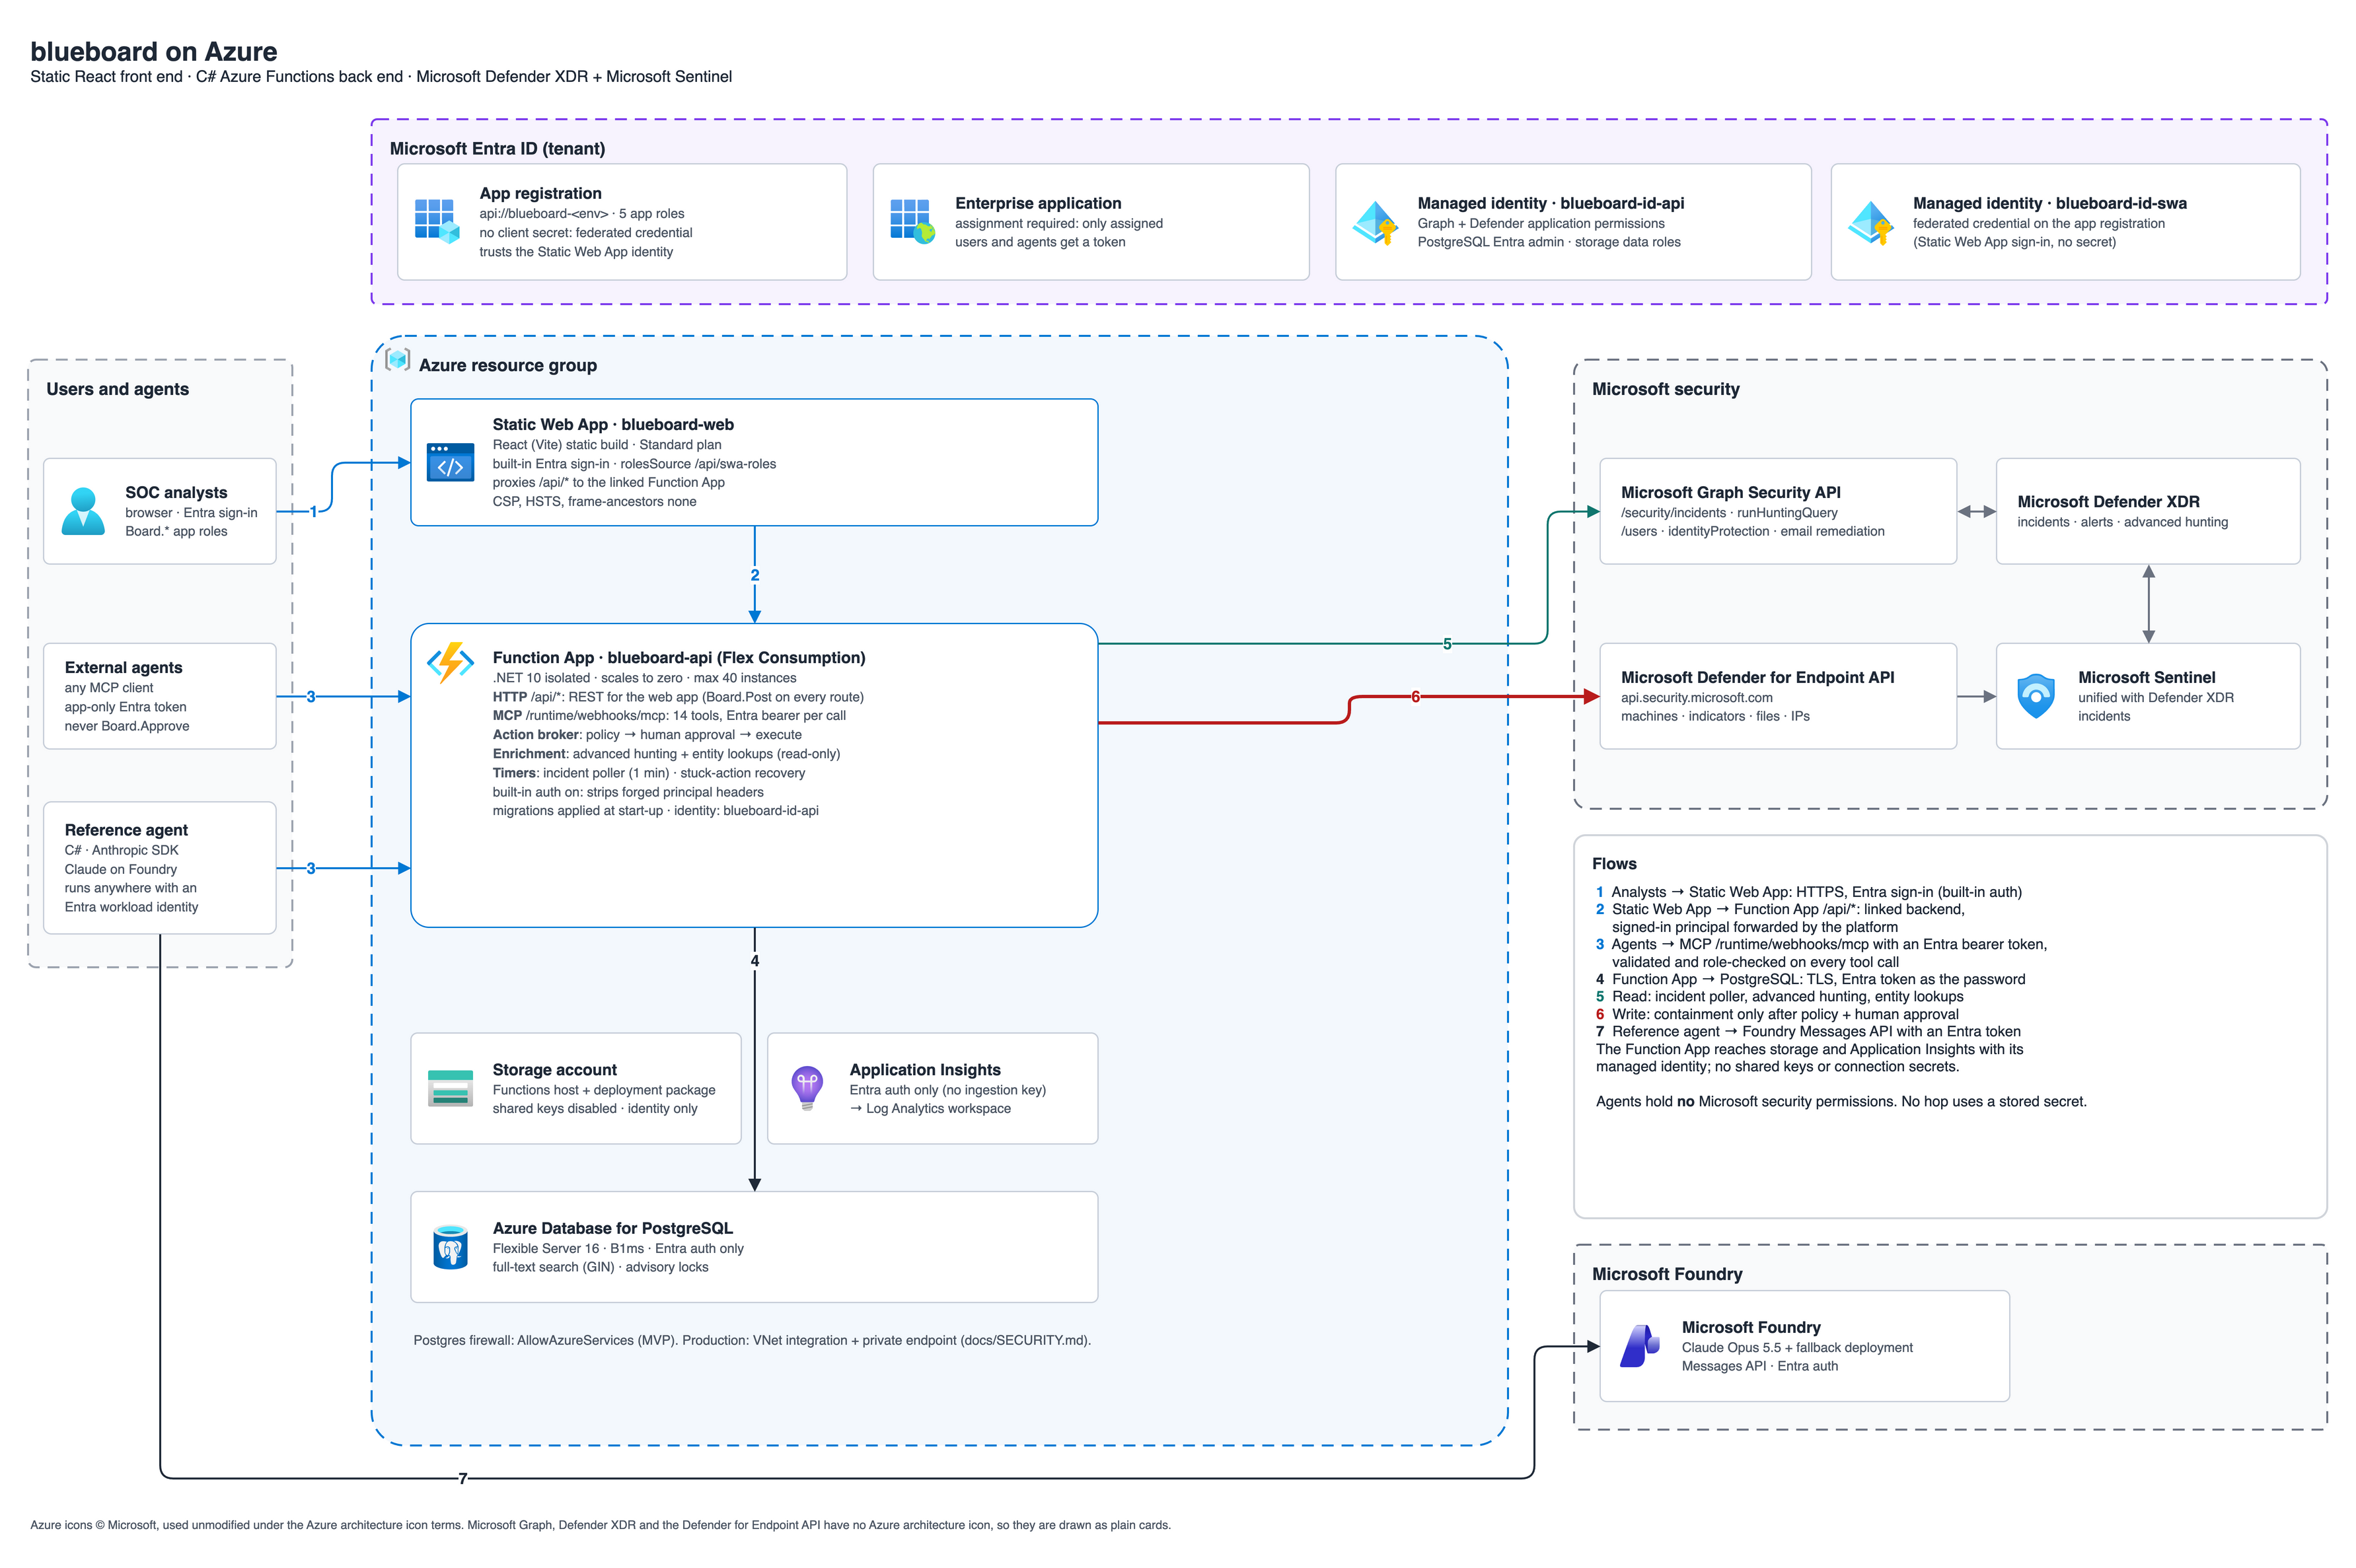 blueboard on Azure
Static React front end · C# Azure Functions back end · Microsoft Defender XDR + Microsoft Sentinel
Microsoft Entra ID (tenant)
App registration
api://blueboard-<env> · 5 app roles
no client secret: federated credential
trusts the Static Web App identity
Enterprise application
assignment required: only assigned
users and agents get a token
Managed identity · blueboard-id-api
Graph + Defender application permissions
PostgreSQL Entra admin · storage data roles
Managed identity · blueboard-id-swa
federated credential on the app registration
(Static Web App sign-in, no secret)
Users and agents
SOC analysts
browser · Entra sign-in
Board.* app roles
External agents
any MCP client
app-only Entra token
never Board.Approve
Reference agent
C# · Anthropic SDK
Claude on Foundry
runs anywhere with an
Entra workload identity
1
3
3
Azure resource group
Static Web App · blueboard-web
React (Vite) static build · Standard plan
built-in Entra sign-in · rolesSource /api/swa-roles
proxies /api/* to the linked Function App
CSP, HSTS, frame-ancestors none
2
Function App · blueboard-api (Flex Consumption)
.NET 10 isolated · scales to zero · max 40 instances
HTTP /api/*: REST for the web app (Board.Post on every route)
MCP /runtime/webhooks/mcp: 14 tools, Entra bearer per call
Action broker: policy → human approval → execute
Enrichment: advanced hunting + entity lookups (read-only)
Timers: incident poller (1 min) · stuck-action recovery
built-in auth on: strips forged principal headers
migrations applied at start-up · identity: blueboard-id-api
4
Storage account
Functions host + deployment package
shared keys disabled · identity only
Application Insights
Entra auth only (no ingestion key)
→ Log Analytics workspace
Azure Database for PostgreSQL
Flexible Server 16 · B1ms · Entra auth only
full-text search (GIN) · advisory locks
Postgres firewall: AllowAzureServices (MVP). Production: VNet integration + private endpoint (docs/SECURITY.md).
5
6
7
Microsoft security
Microsoft Graph Security API
/security/incidents · runHuntingQuery
/users · identityProtection · email remediation
Microsoft Defender XDR
incidents · alerts · advanced hunting
Microsoft Defender for Endpoint API
api.security.microsoft.com
machines · indicators · files · IPs
Microsoft Sentinel
unified with Defender XDR
incidents
Flows
1 Analysts → Static Web App: HTTPS, Entra sign-in (built-in auth)
2 Static Web App → Function App /api/*: linked backend,
signed-in principal forwarded by the platform
3 Agents → MCP /runtime/webhooks/mcp with an Entra bearer token,
validated and role-checked on every tool call
4 Function App → PostgreSQL: TLS, Entra token as the password
5 Read: incident poller, advanced hunting, entity lookups
6 Write: containment only after policy + human approval
7 Reference agent → Foundry Messages API with an Entra token
The Function App reaches storage and Application Insights with its
managed identity; no shared keys or connection secrets.
Agents hold no Microsoft security permissions. No hop uses a stored secret.
Microsoft Foundry
Microsoft Foundry
Claude Opus 5.5 + fallback deployment
Messages API · Entra auth
Azure icons © Microsoft, used unmodified under the Azure architecture icon terms. Microsoft Graph, Defender XDR and the Defender for Endpoint API have no Azure architecture icon, so they are drawn as plain cards.